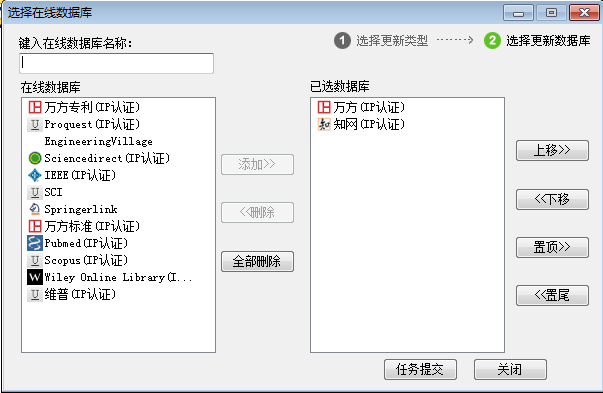 选择在线数据库
键入在线数据库名称：
1 选择更新类型
2 选择更新数据库
在线数据库
万方专利(IP认证)
Proquest(IP认证)
EngineeringVillage
Sciencedirect(IP认证)
IEEE(IP认证)
SCI
Springerlink
万方标准(IP认证)
Pubmed(IP认证)
Scopus(IP认证)
Wiley Online Library(I...
维普(IP认证)
添加>>
<<删除
全部删除
已选数据库
万方(IP认证)
知网(IP认证)
上移>>
<<下移
置顶>>
<<置尾
任务提交
关闭